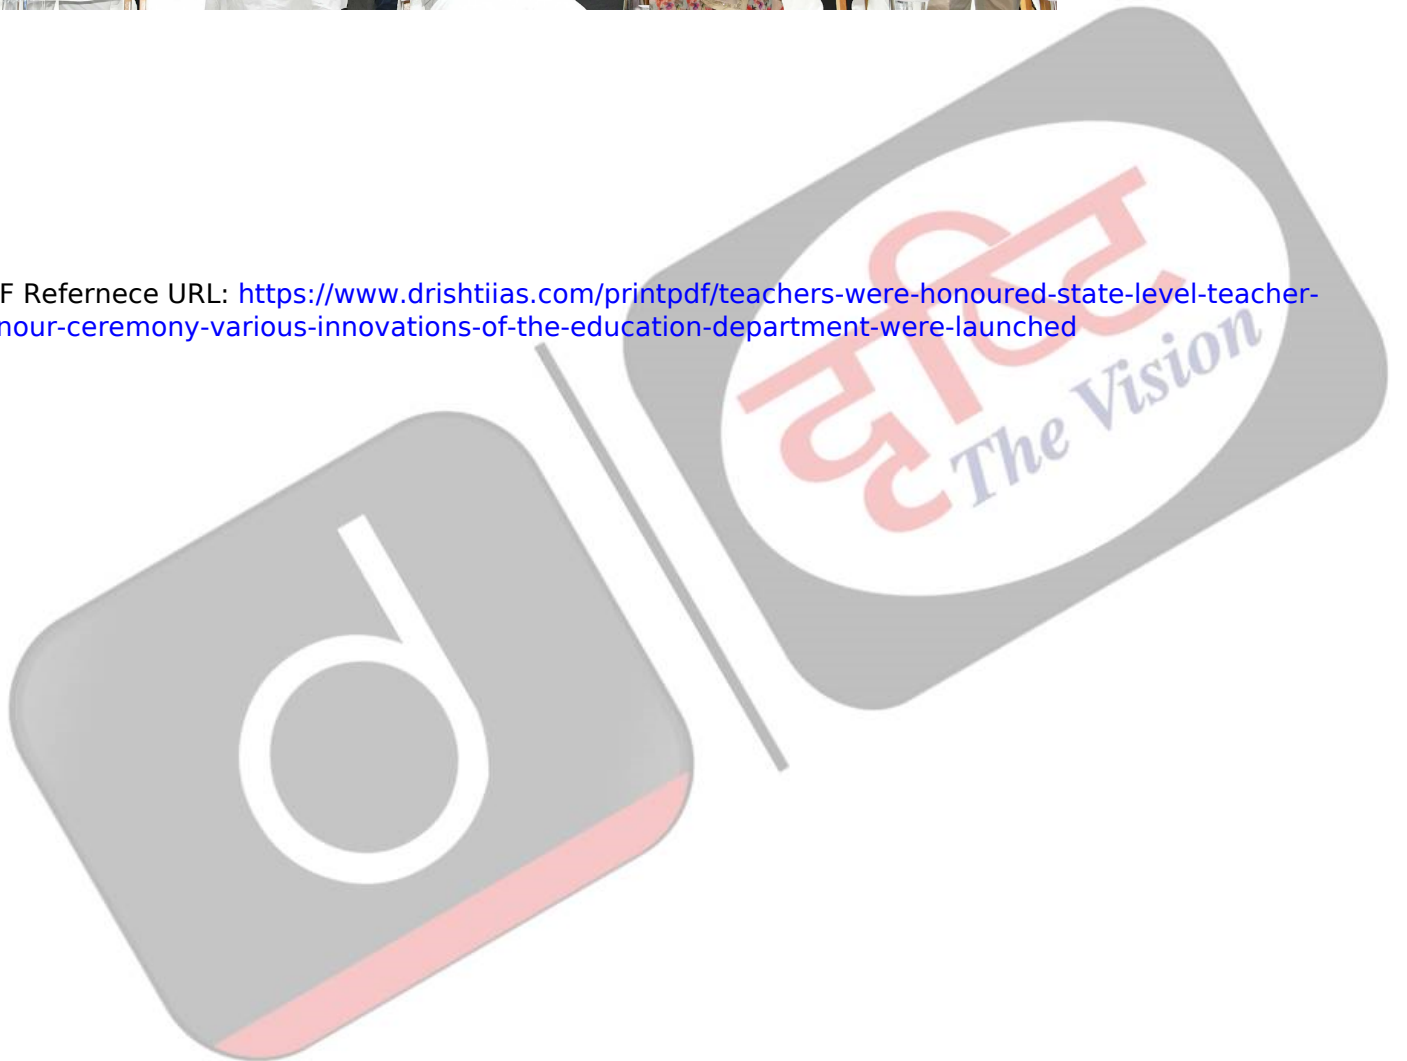 F Refernece URL: https://www.drishtiias.com/printpdf/teachers-were-honoured-state-level-teacher-
nour-ceremony-various-innovations-of-the-education-department-were-launched
दृष्टि
The Vision
d